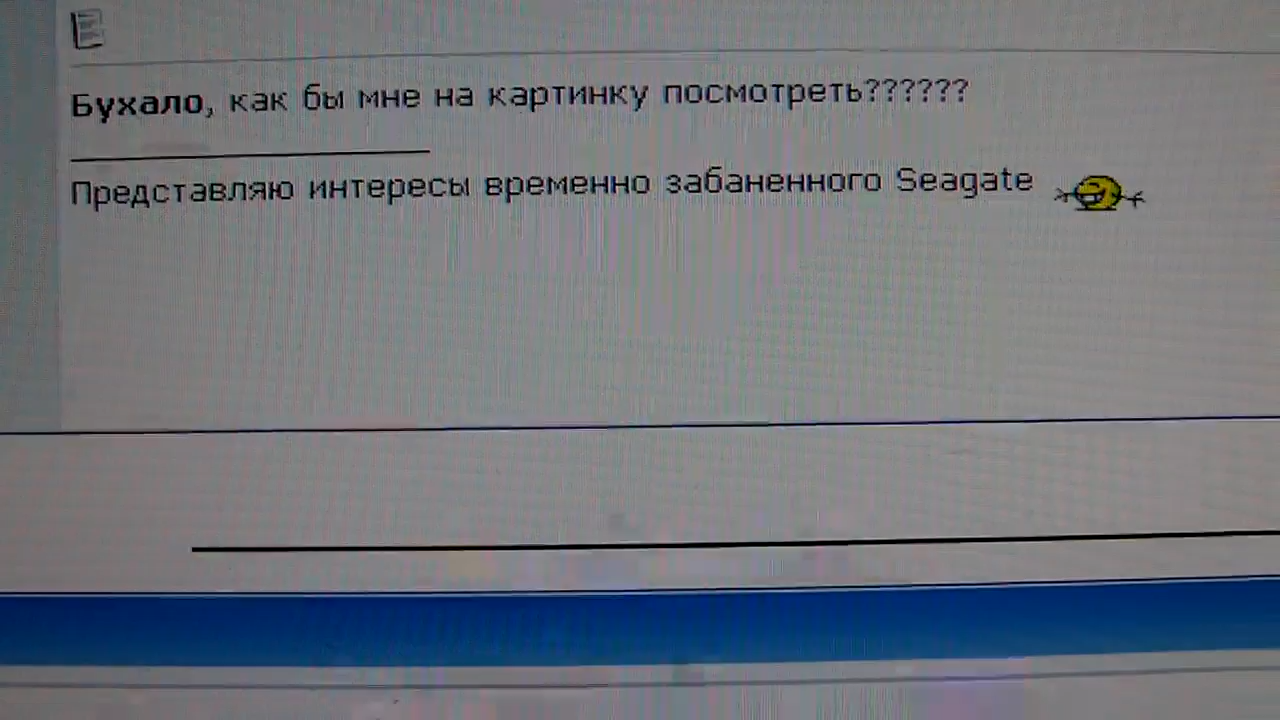 Бухало, как бы мне на картинку посмотреть??????
Представляю интересы временно забаненного Seagate